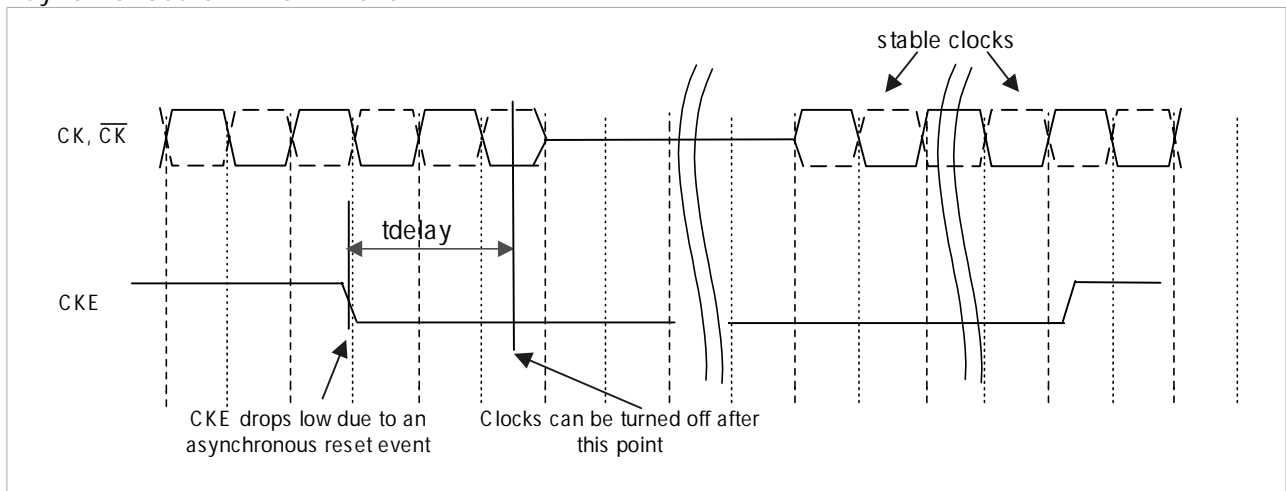 stable clocks
CK, C̅K̅
tdelay
CKE
CKE drops low due to an
asynchronous reset event
Clocks can be turned off after
this point